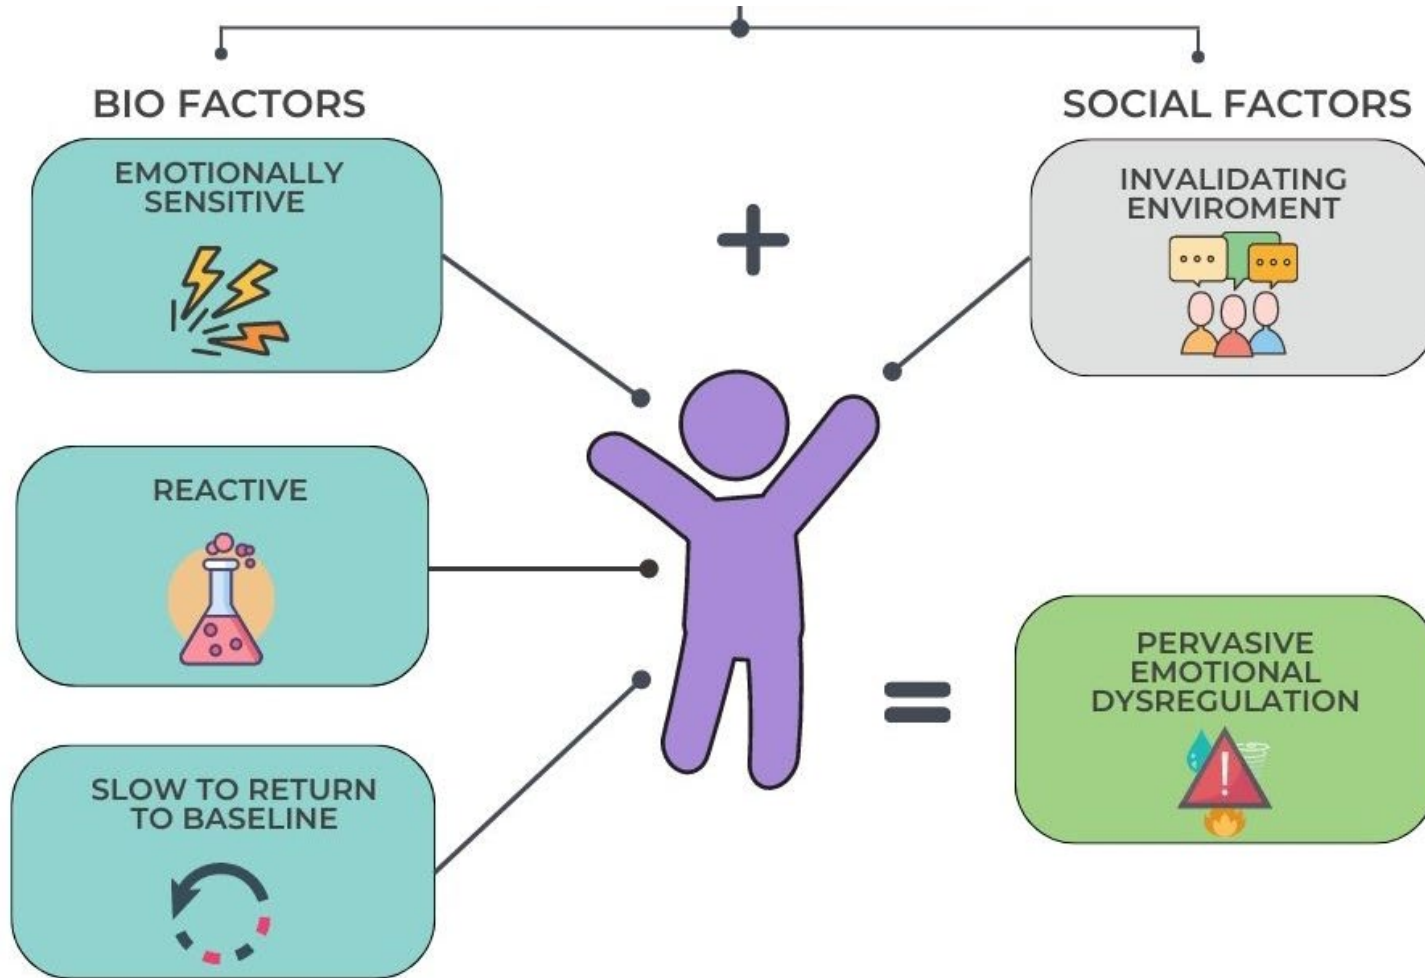 BIO FACTORS
EMOTIONALLY
SENSITIVE
REACTIVE
SLOW TO RETURN
TO BASELINE
SOCIAL FACTORS
INVALIDATING
ENVIROMENT
PERVASIVE
EMOTIONAL
DYSREGULATION